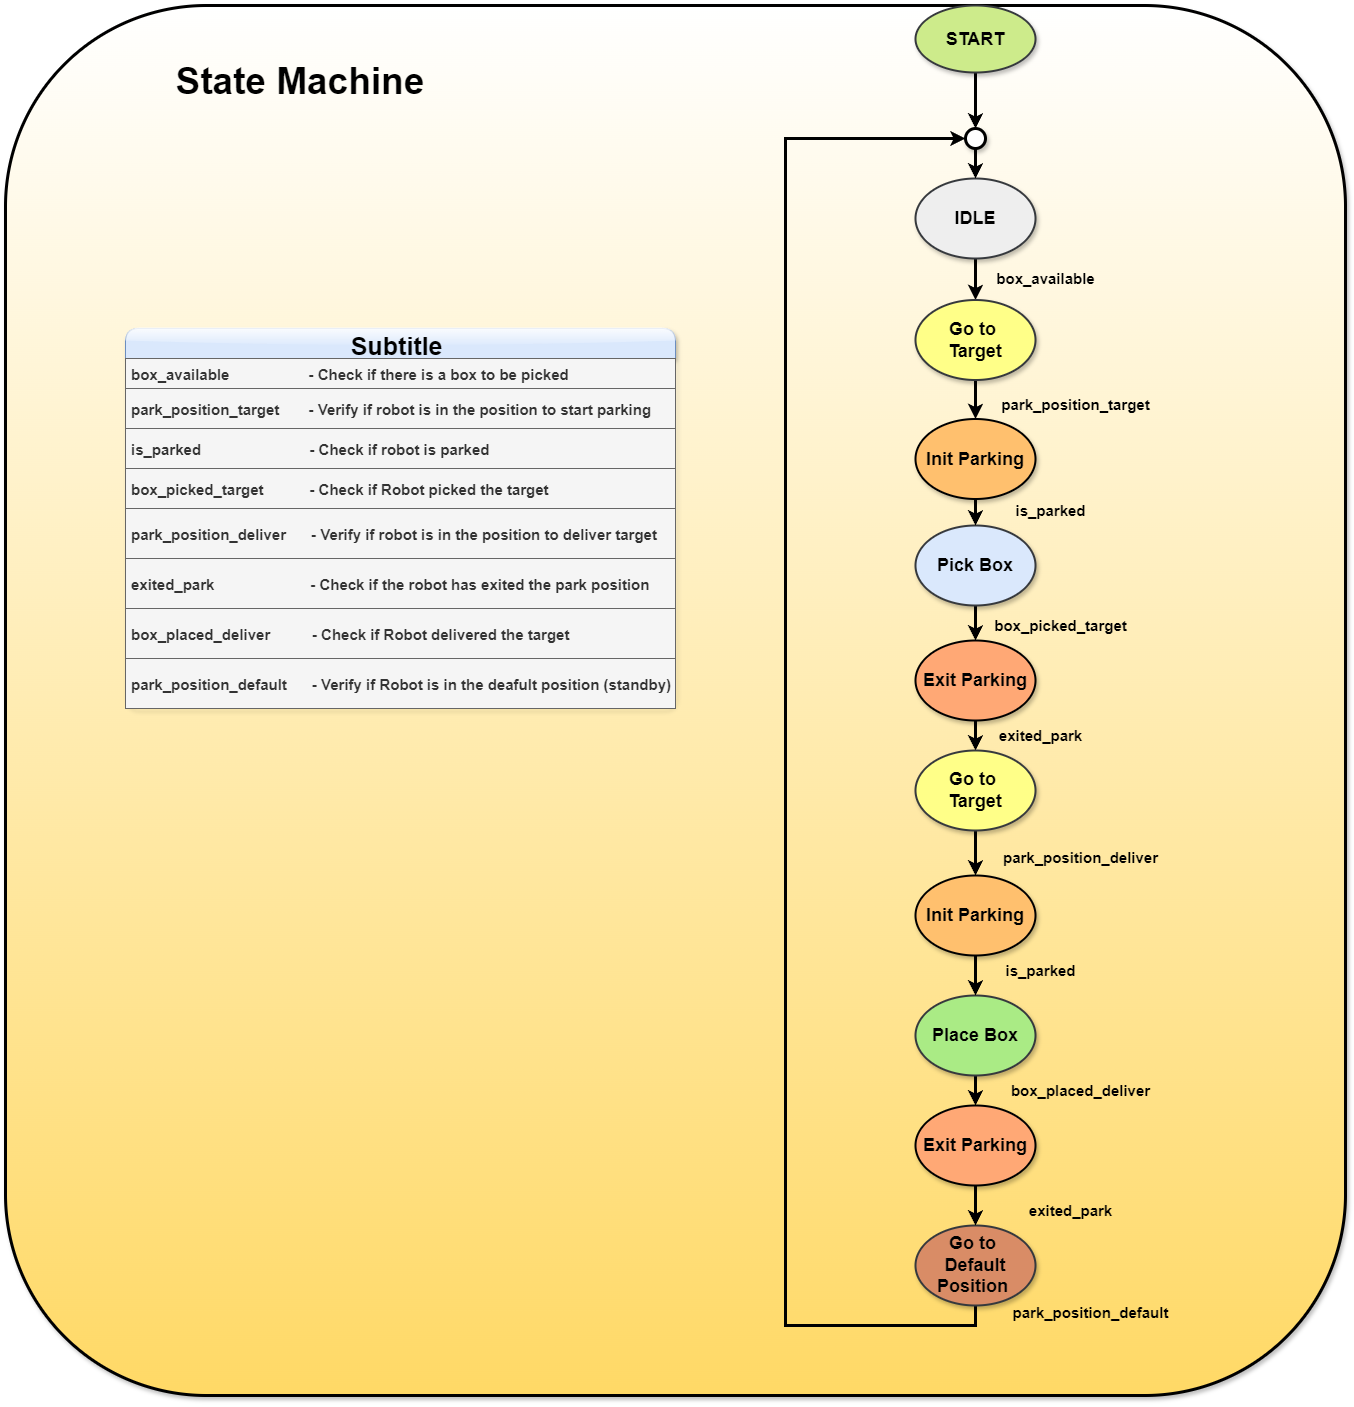 State Machine
Subtitle
box_available - Check if there is a box to be picked
park_position_target - Verify if robot is in the position to start parking
is_parked - Check if robot is parked
box_picked_target - Check if Robot picked the target
park_position_deliver - Verify if robot is in the position to deliver target
exited_park - Check if the robot has exited the park position
box_placed_deliver - Check if Robot delivered the target
park_position_default - Verify if Robot is in the deafult position (standby)
START
IDLE
box_available
Go to
Target
park_position_target
Init Parking
is_parked
Pick Box
box_picked_target
Exit Parking
exited_park
Go to
Target
park_position_deliver
Init Parking
is_parked
Place Box
box_placed_deliver
Exit Parking
exited_park
Go to
Default
Position
park_position_default